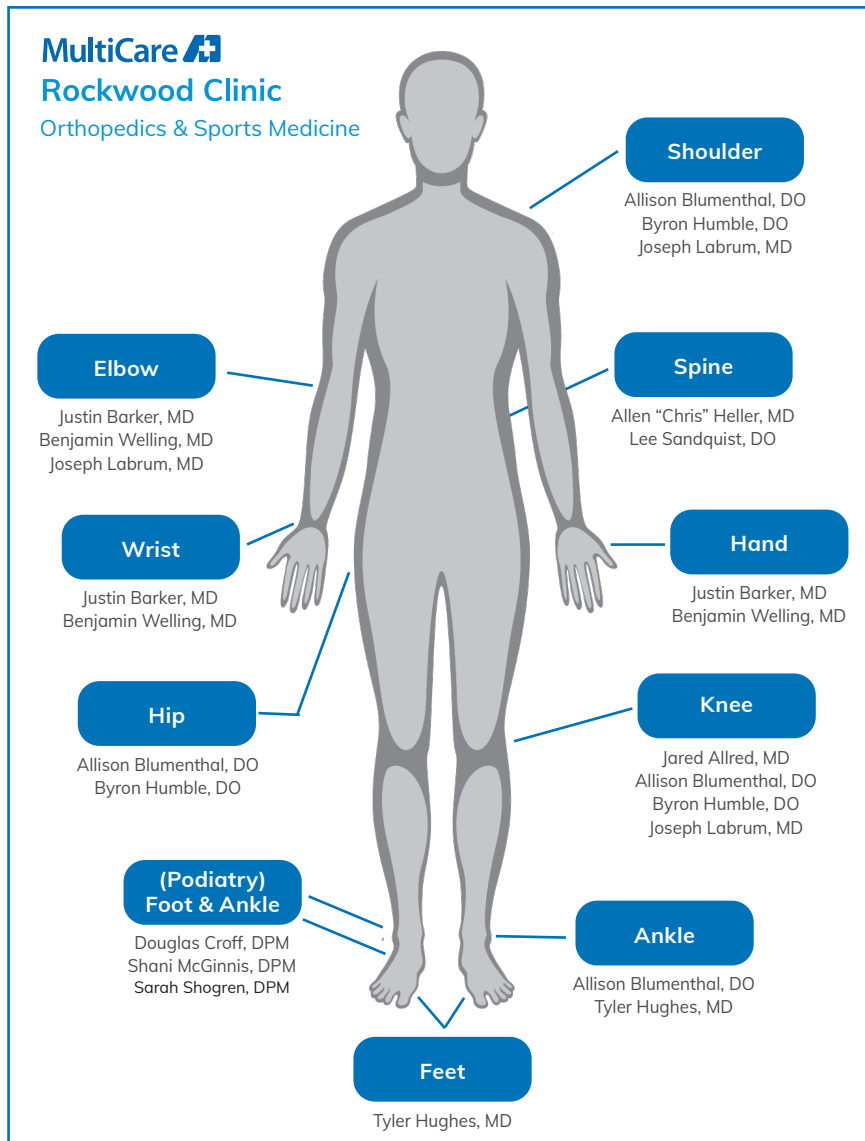 MultiCare
Rockwood Clinic
Orthopedics & Sports Medicine
Shoulder
Allison Blumenthal, DO
Byron Humble, DO
Joseph Labrum, MD
Elbow
Justin Barker, MD
Benjamin Welling, MD
Joseph Labrum, MD
Spine
Allen “Chris” Heller, MD
Lee Sandquist, DO
Wrist
Justin Barker, MD
Benjamin Welling, MD
Hand
Justin Barker, MD
Benjamin Welling, MD
Hip
Allison Blumenthal, DO
Byron Humble, DO
Knee
Jared Allred, MD
Allison Blumenthal, DO
Byron Humble, DO
Joseph Labrum, MD
(Podiatry)
Foot & Ankle
Douglas Croff, DPM
Shani McGinnis, DPM
Sarah Shogren, DPM
Ankle
Allison Blumenthal, DO
Tyler Hughes, MD
Feet
Tyler Hughes, MD